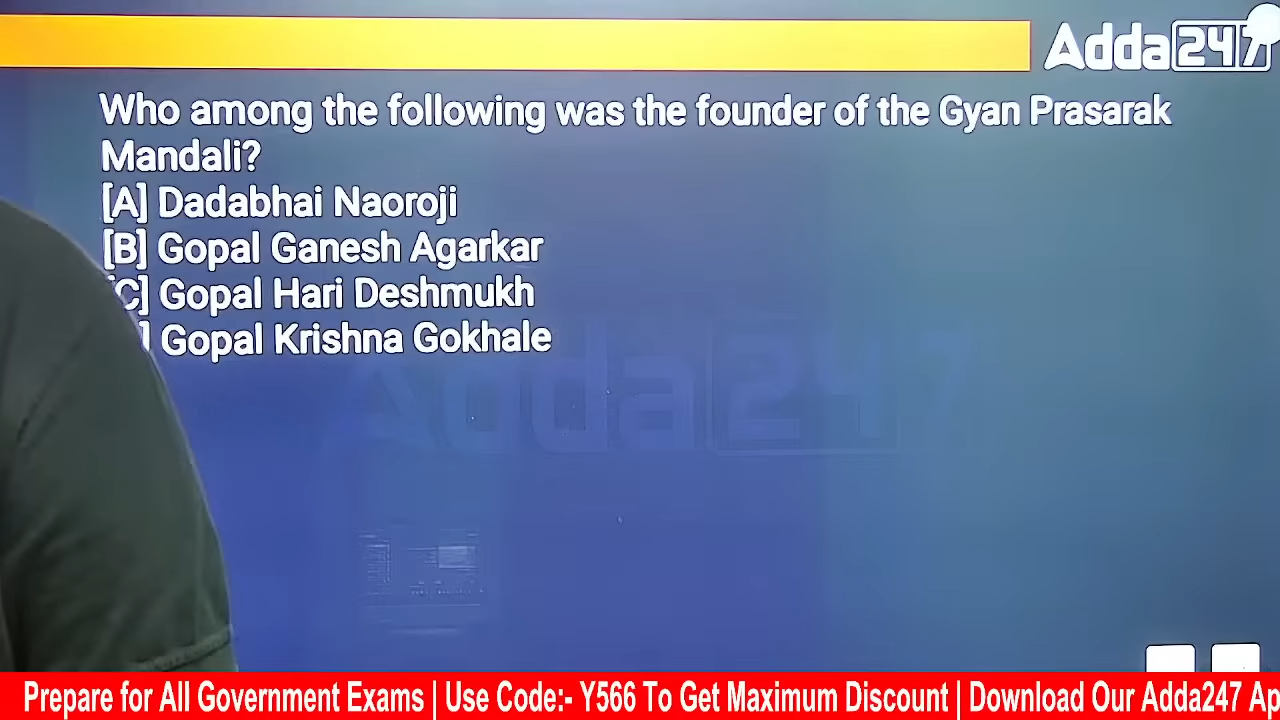 Adda247
Who among the following was the founder of the Gyan Prasarak
Mandali?
[A] Dadabhai Naoroji
[B] Gopal Ganesh Agarkar
C] Gopal Hari Deshmukh
] Gopal Krishna Gokhale
Adda247
Prepare for All Government Exams | Use Code:- Y566 To Get Maximum Discount | Download Our Adda247 Ap